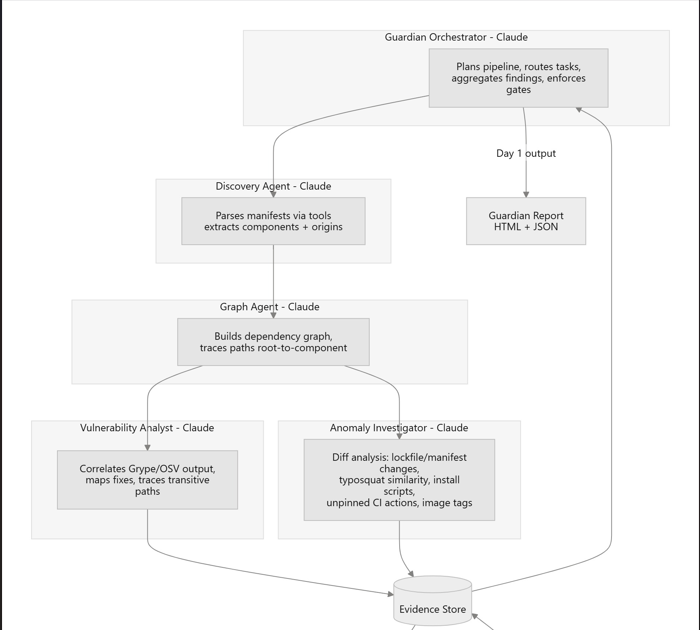 Guardian Orchestrator - Claude
Plans pipeline, routes tasks,
aggregates findings, enforces
gates
Day 1 output
Discovery Agent - Claude
Parses manifests via tools
extracts components + origins
Guardian Report
HTML + JSON
Graph Agent - Claude
Builds dependency graph,
traces paths root-to-component
Vulnerability Analyst - Claude
Correlates Grype/OSV output,
maps fixes, traces transitive
paths
Anomaly Investigator - Claude
Diff analysis: lockfile/manifest
changes,
typosquat similarity, install
scripts,
unpinned CI actions, image tags
Evidence Store